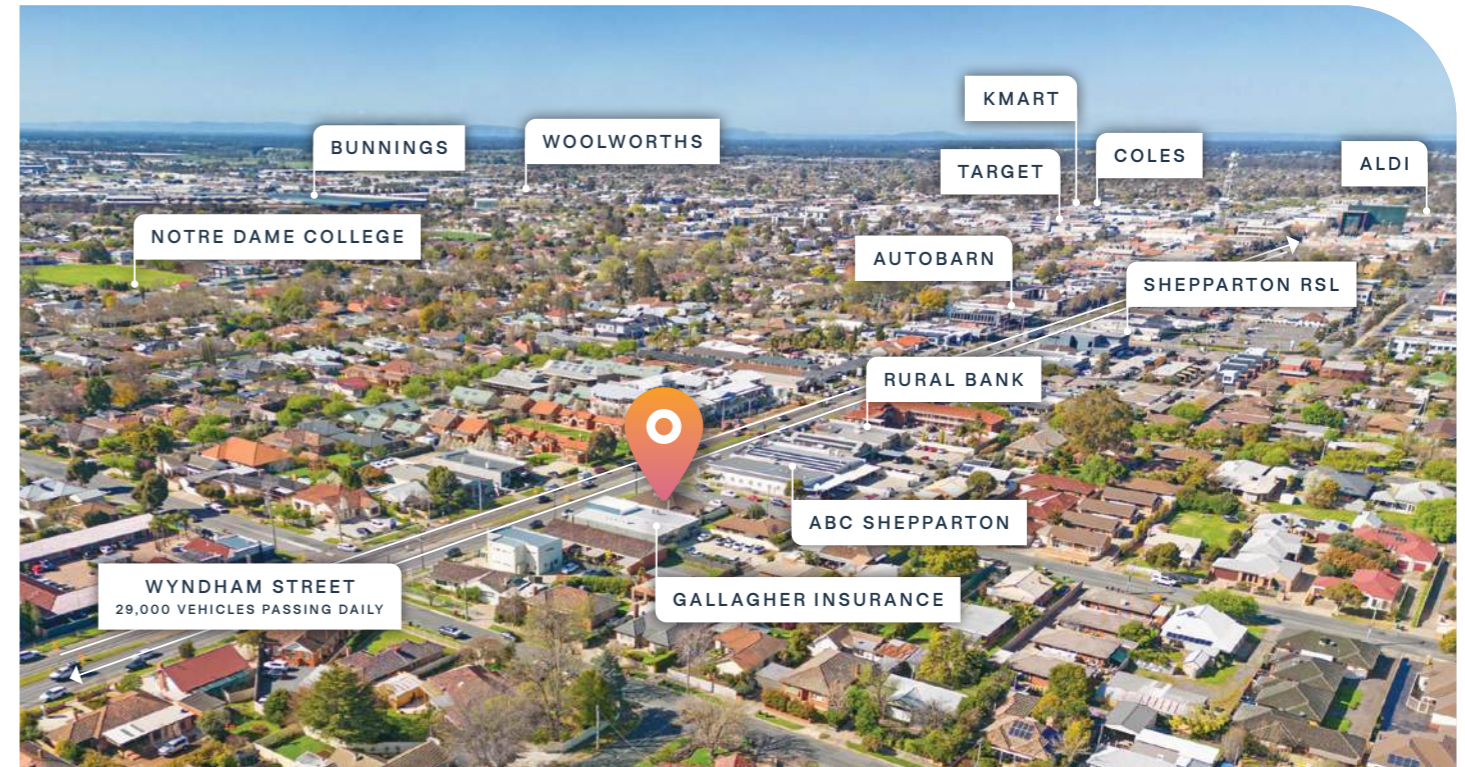 KMART
BUNNINGS
WOOLWORTHS
TARGET
COLES
ALDI
NOTRE DAME COLLEGE
AUTOBARN
SHEPPARTON RSL
RURAL BANK
ABC SHEPPARTON
WYNDHAM STREET
29,000 VEHICLES PASSING DAILY
GALLAGHER INSURANCE